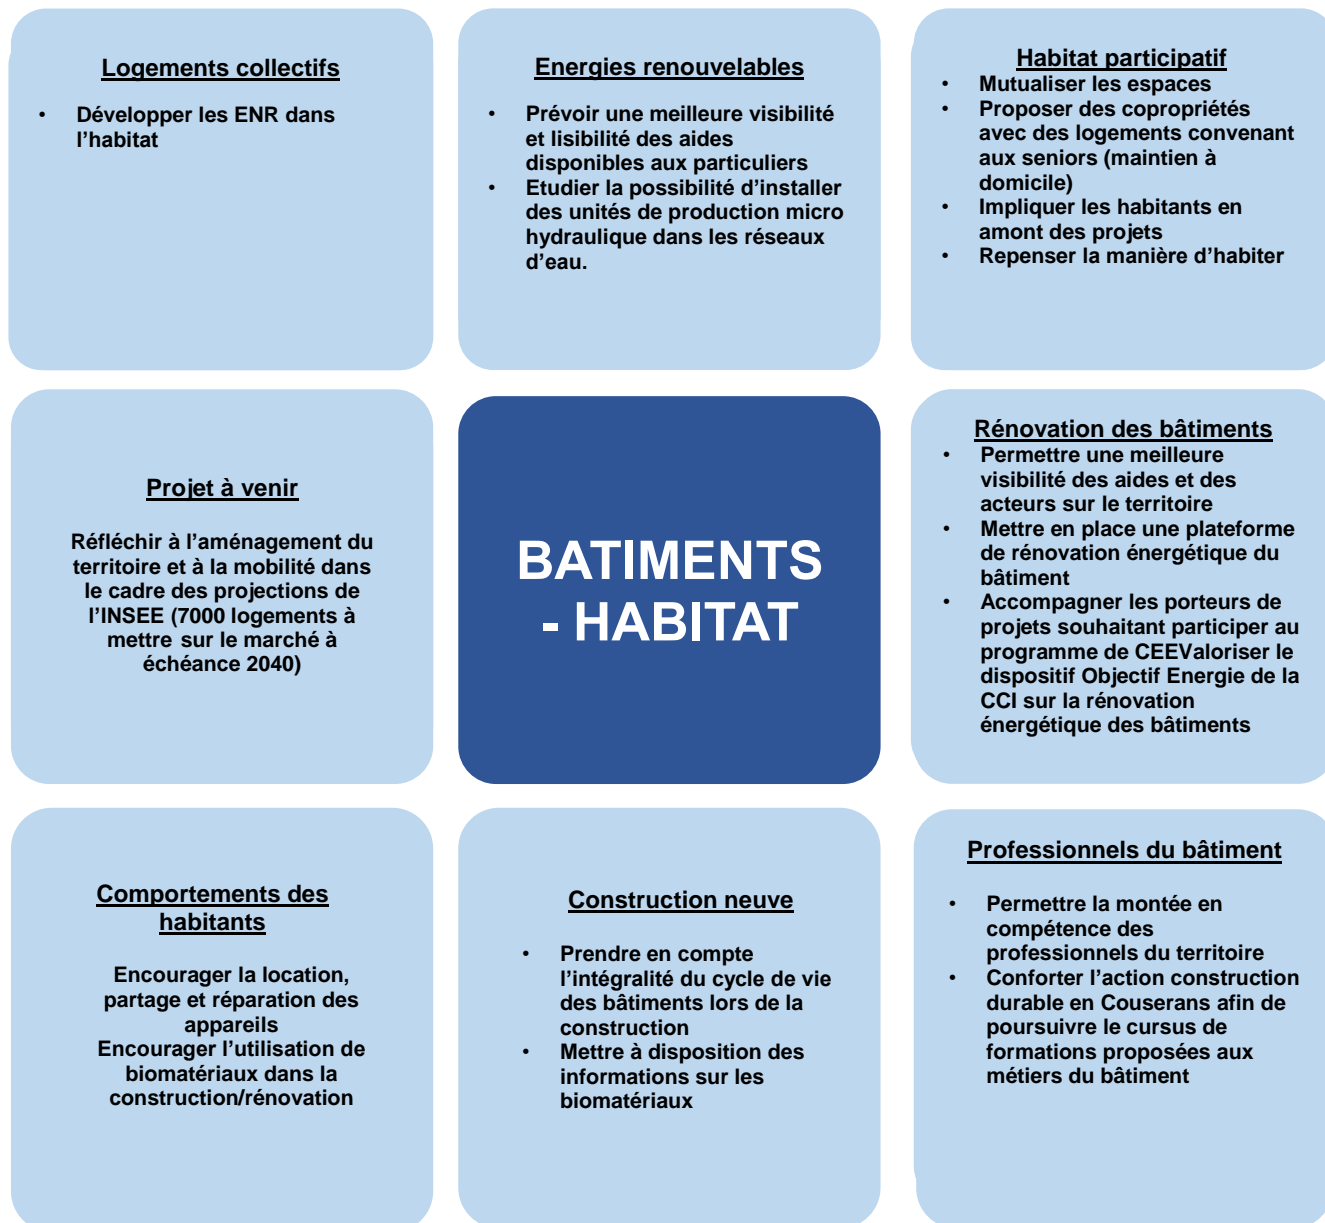 Logements collectifs
• Développer les ENR dans
l’habitat
Energies renouvelables
• Prévoir une meilleure visibilité
et lisibilité des aides
disponibles aux particuliers
• Etudier la possibilité d’installer
des unités de production micro
hydraulique dans les réseaux
d’eau.
Habitat participatif
• Mutualiser les espaces
• Proposer des copropriétés
avec des logements convenant
aux seniors (maintien à
domicile)
• Impliquer les habitants en
amont des projets
• Repenser la manière d’habiter
Projet à venir
Réfléchir à l’aménagement du
territoire et à la mobilité dans
le cadre des projections de
l’INSEE (7000 logements à
mettre sur le marché à
échéance 2040)
BATIMENTS
- HABITAT
Rénovation des bâtiments
• Permettre une meilleure
visibilité des aides et des
acteurs sur le territoire
• Mettre en place une plateforme
de rénovation énergétique du
bâtiment
• Accompagner les porteurs de
projets souhaitant participer au
programme de CEEValoriser le
dispositif Objectif Energie de la
CCI sur la rénovation
énergétique des bâtiments
Comportements des
habitants
Encourager la location,
partage et réparation des
appareils
Encourager l’utilisation de
biomatériaux dans la
construction/rénovation
Construction neuve
• Prendre en compte
l’intégralité du cycle de vie
des bâtiments lors de la
construction
• Mettre à disposition des
informations sur les
biomatériaux
Professionnels du bâtiment
• Permettre la montée en
compétence des
professionnels du territoire
• Conforter l’action construction
durable en Couserans afin de
poursuivre le cursus de
formations proposées aux
métiers du bâtiment